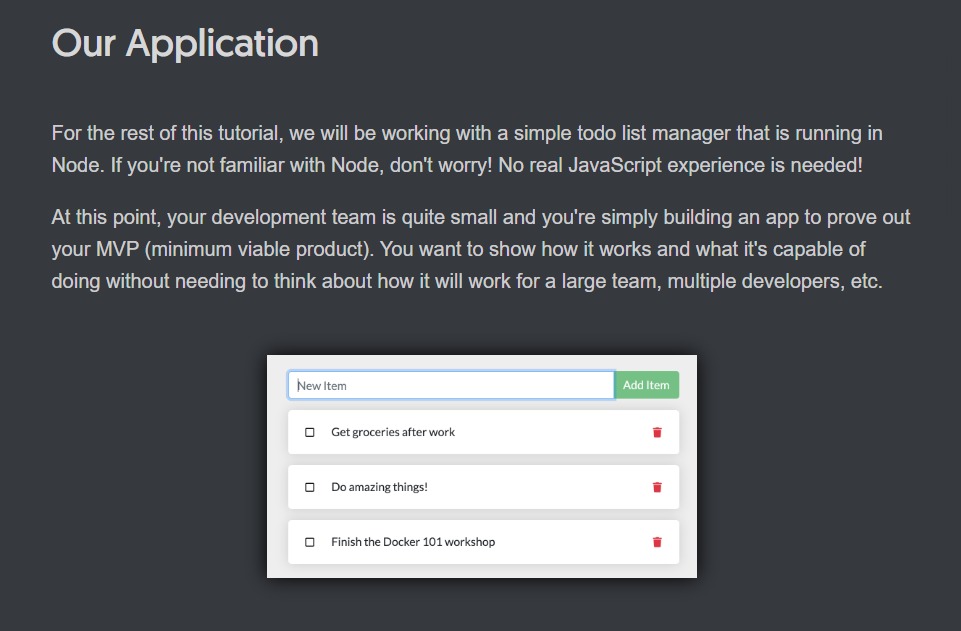 Our Application
For the rest of this tutorial, we will be working with a simple todo list manager that is running in
Node. If you're not familiar with Node, don't worry! No real JavaScript experience is needed!
At this point, your development team is quite small and you're simply building an app to prove out
your MVP (minimum viable product). You want to show how it works and what it's capable of
doing without needing to think about how it will work for a large team, multiple developers, etc.
New Item Add Item
Get groceries after work
Do amazing things!
Finish the Docker 101 workshop